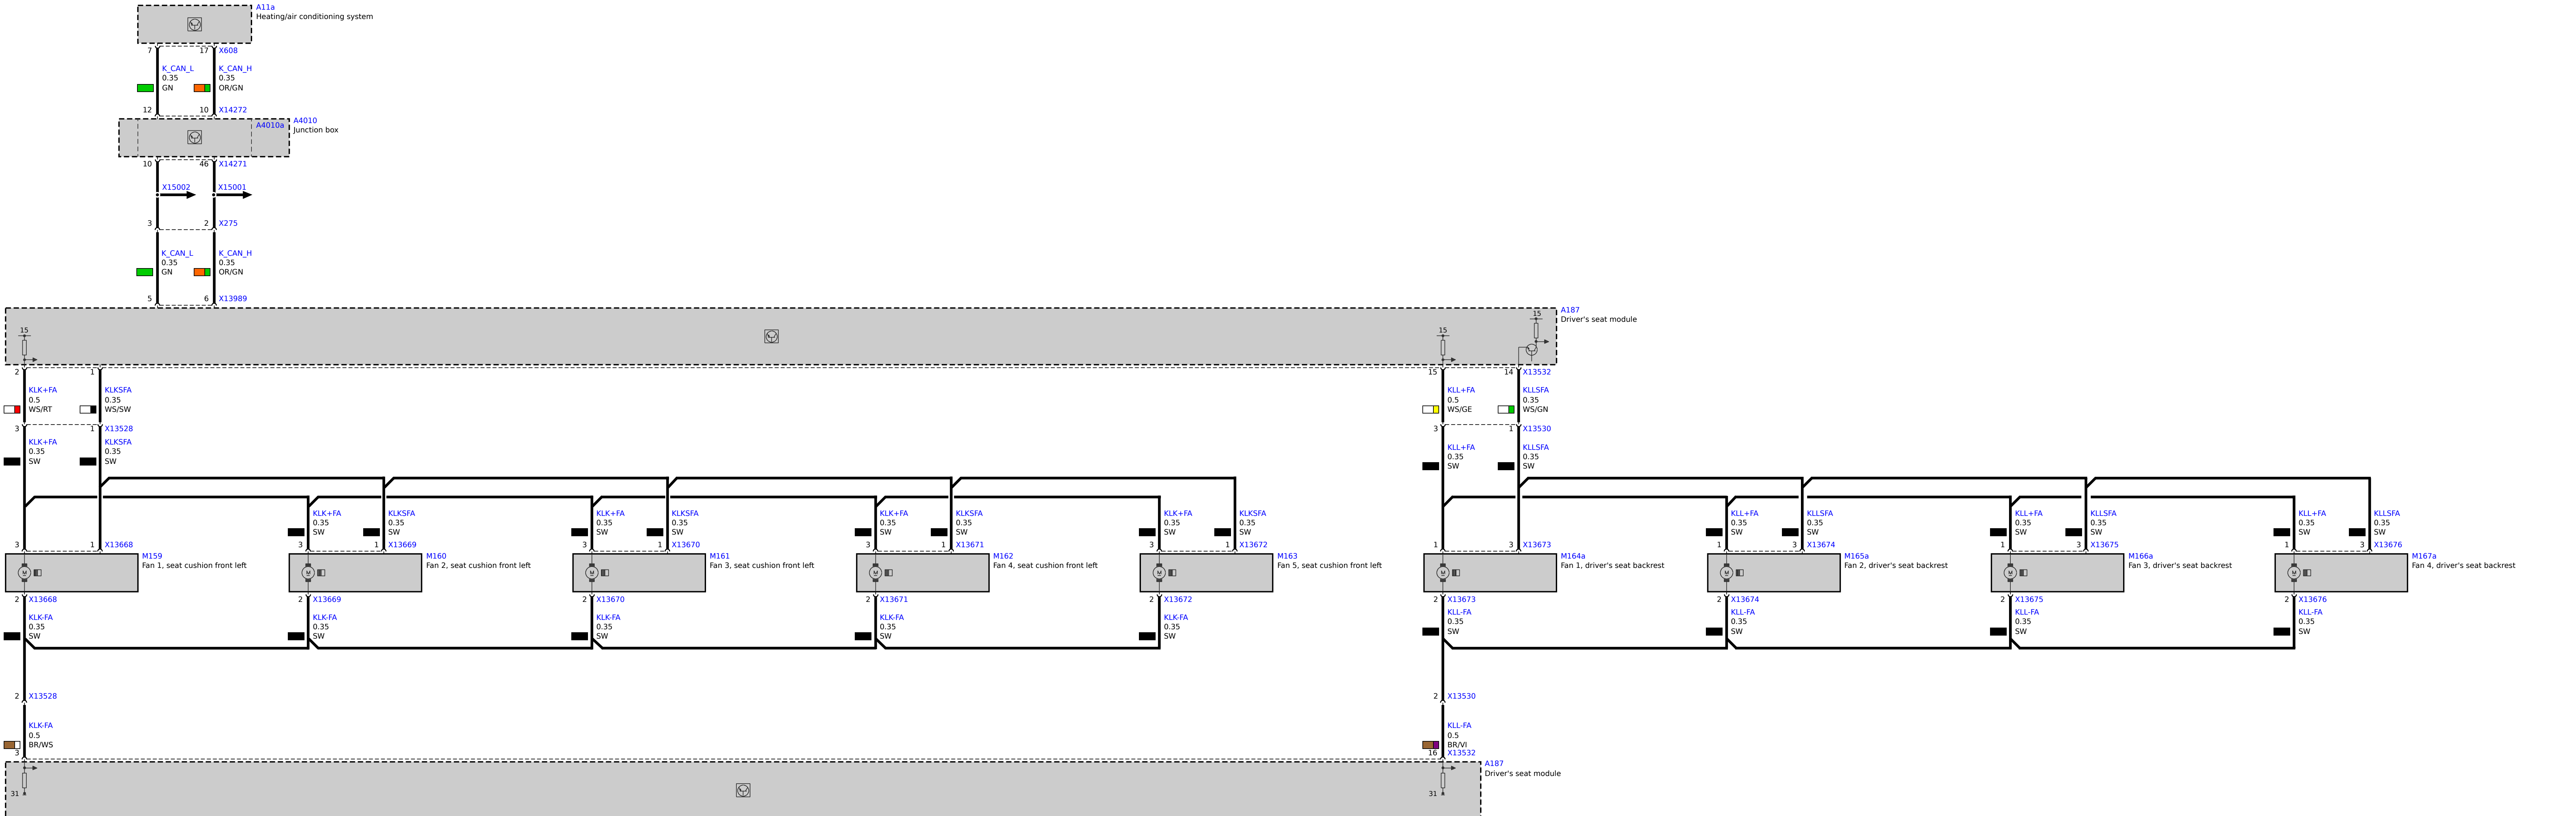 A11a
Heating/air conditioning system
7 17 X608
K_CAN_L K_CAN_H
0.35 0.35
GN OR/GN
12 10 X14272
A4010a A4010
Junction box
10 46 X14271
X15002 X15001
3 2 X275
K_CAN_L K_CAN_H
0.35 0.35
GN OR/GN
5 6 X13989
A187
Driver's seat module
15 15 15
2 1 15 14 X13532
KLK+FA KLKSFA KLL+FA KLLSFA
0.5 0.35 0.5 0.35
WS/RT WS/SW WS/GE WS/GN
3 1 X13528 3 1 X13530
KLK+FA KLKSFA KLL+FA KLLSFA
0.35 0.35 0.35 0.35
SW SW SW SW
KLK+FA KLKSFA KLK+FA KLKSFA KLK+FA KLKSFA KLK+FA KLKSFA KLL+FA KLLSFA KLL+FA KLLSFA KLL+FA KLLSFA
0.35 0.35 0.35 0.35 0.35 0.35 0.35 0.35 0.35 0.35 0.35 0.35 0.35 0.35
SW SW SW SW SW SW SW SW SW SW SW SW SW SW
3 1 X13668 3 1 X13669 3 1 X13670 3 1 X13671 3 1 X13672 1 3 X13673 1 3 X13674 1 3 X13675 1 3 X13676
M159 M160 M161 M162 M163 M164a M165a M166a M167a
Fan 1, seat cushion front left Fan 2, seat cushion front left Fan 3, seat cushion front left Fan 4, seat cushion front left Fan 5, seat cushion front left Fan 1, driver's seat backrest Fan 2, driver's seat backrest Fan 3, driver's seat backrest Fan 4, driver's seat backrest
M M M M M M M M M
2 X13668 2 X13669 2 X13670 2 X13671 2 X13672 2 X13673 2 X13674 2 X13675 2 X13676
KLK-FA KLK-FA KLK-FA KLK-FA KLK-FA KLL-FA KLL-FA KLL-FA KLL-FA
0.35 0.35 0.35 0.35 0.35 0.35 0.35 0.35 0.35
SW SW SW SW SW SW SW SW SW
2 X13528 2 X13530
KLK-FA KLL-FA
0.5 0.5
BR/WS BR/VI
3 16 X13532
A187
Driver's seat module
31 31